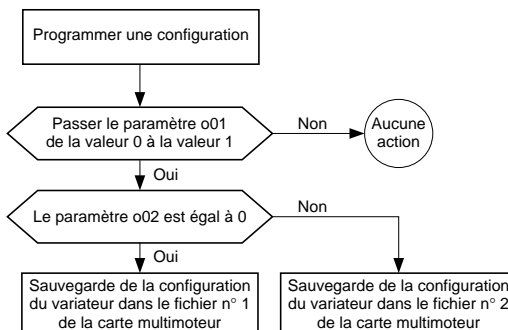 Programmer une configuration
Passer le paramètre o01
de la valeur 0 à la valeur 1
Non
Aucune
action
Oui
Le paramètre o02 est égal à 0
Non
Oui
Sauvegarde de la configuration
du variateur dans le fichier n° 1
de la carte multimoteur
Sauvegarde de la configuration
du variateur dans le fichier n° 2
de la carte multimoteur